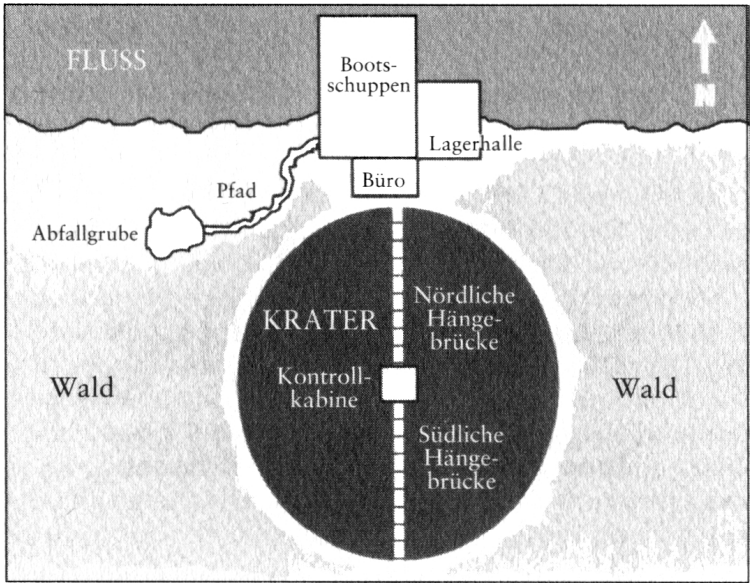 FLUSS
Boots-
schuppen
N
Lagerhalle
Büro
Pfad
Abfallgrube
Nördliche
Hänge-
brücke
KRATER
Kontroll-
kabine
Wald
Wald
Südliche
Hänge-
brücke